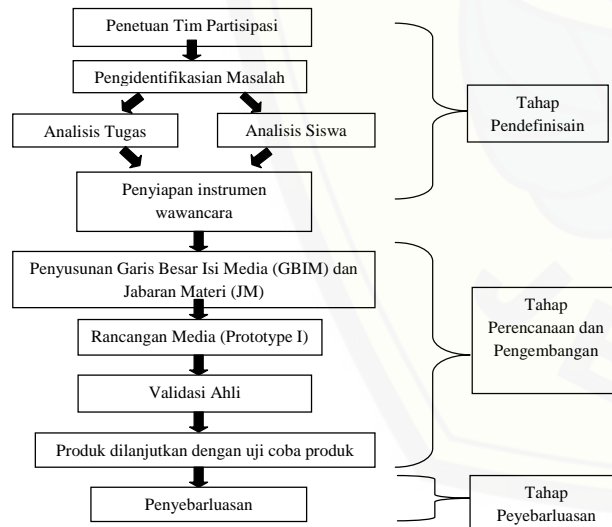 Penetuan Tim Partisipasi
Pengidentifikasian Masalah
Analisis Tugas
Analisis Siswa
Penyiapan instrumen
wawancara
Tahap
Pendefinisain
Penyusunan Garis Besar Isi Media (GBIM) dan
Jabaran Materi (JM)
Rancangan Media (Prototype I)
Validasi Ahli
Produk dilanjutkan dengan uji coba produk
Tahap
Perencanaan dan
Pengembangan
Penyebarluasan
Tahap
Peyebarluasan